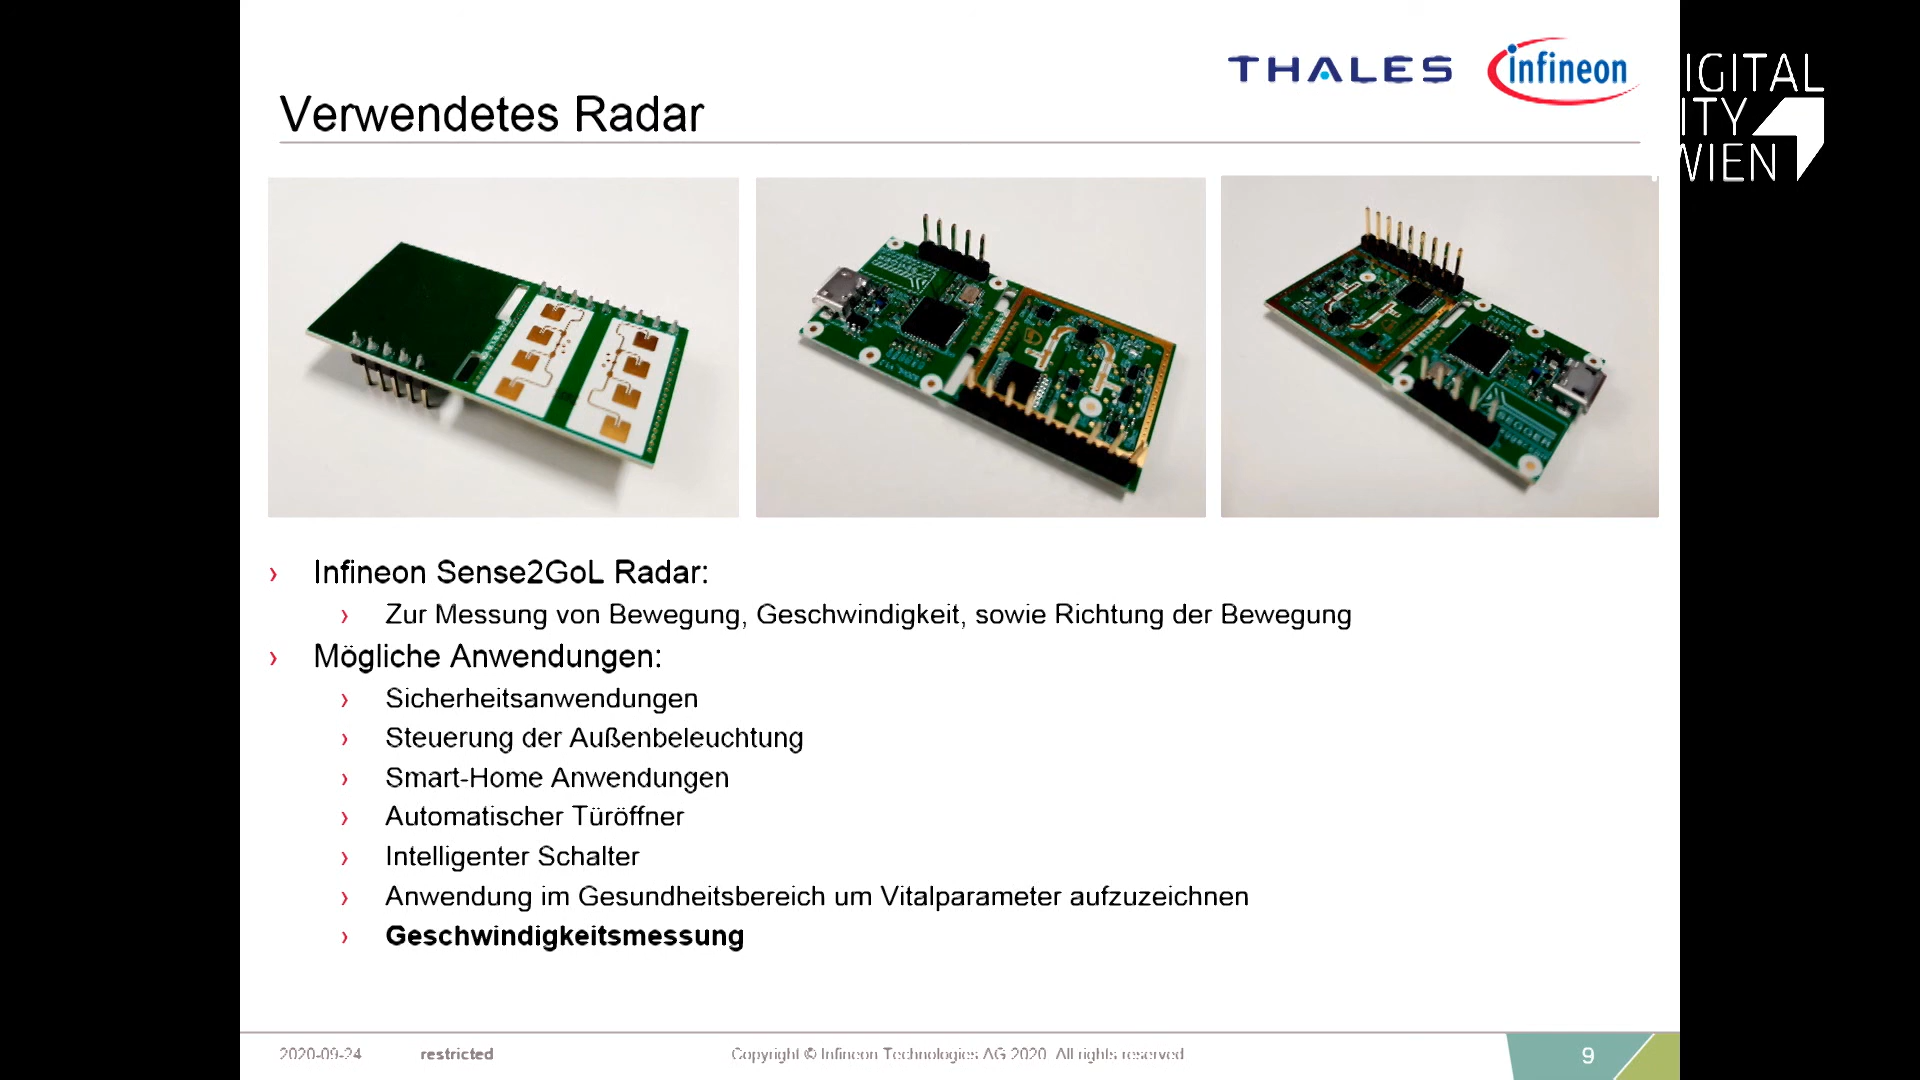 THALES
infineon
IGITAL
ITY
WIEN
Verwendetes Radar
SEGGER
Infineon Sense2GoL Radar:
Zur Messung von Bewegung, Geschwindigkeit, sowie Richtung der Bewegung
Mögliche Anwendungen:
Sicherheitsanwendungen
Steuerung der Außenbeleuchtung
Smart-Home Anwendungen
Automatischer Türöffner
Intelligenter Schalter
Anwendung im Gesundheitsbereich um Vitalparameter aufzuzeichnen
Geschwindigkeitsmessung
2020-09-24 restricted Copyright © Infineon Technologies AG 2020. All rights reserved 9